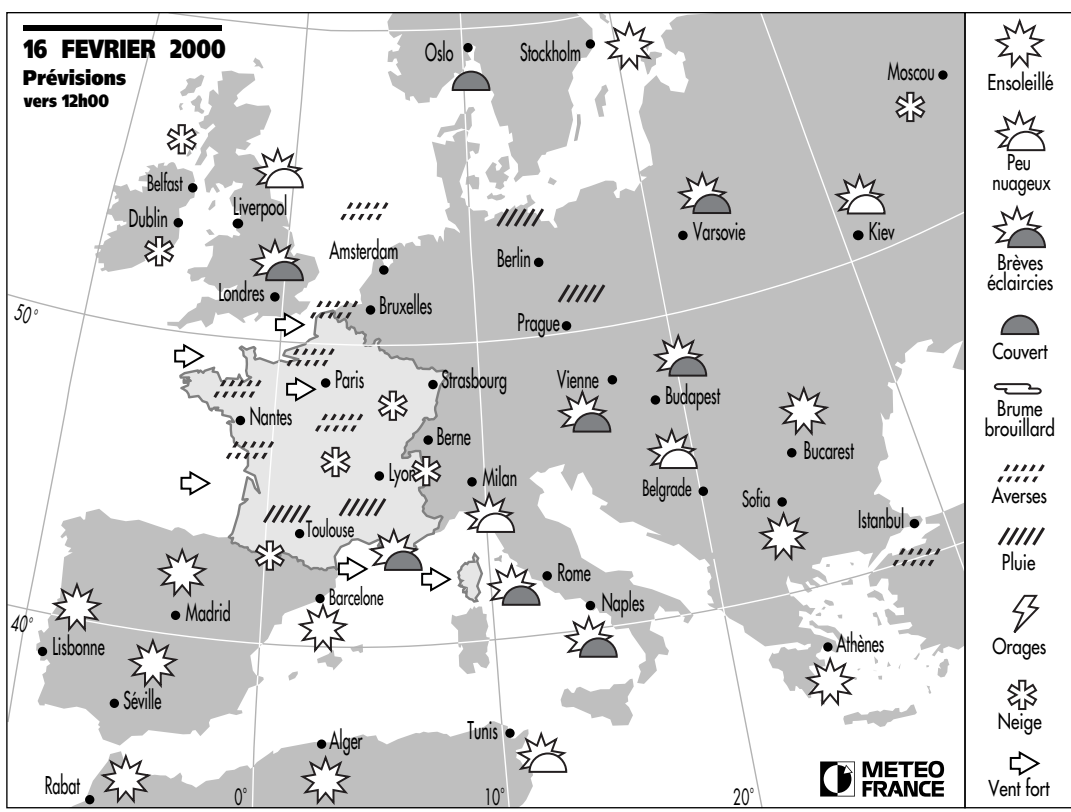 16 FEVRIER 2000
Prévisions
vers 12h00
Oslo
Stockholm
Moscou
Belfast
Dublin
Liverpool
Amsterdam
Berlin
Varsovie
Kiev
Londres
Bruxelles
50°
Prague
Paris
Strasbourg
Vienne
Budapest
Nantes
Berne
Bucarest
Lyon
Milan
Belgrade
Sofia
Istanbul
Toulouse
Rome
Barcelone
Naples
Madrid
40°
Lisbonne
Athènes
Séville
Tunis
Alger
Rabat
0°
10°
20°
METEO
FRANCE
Ensoleillé
Peu
nuageux
Brèves
éclaircies
Couvert
Brume
brouillard
Averses
Pluie
Orages
Neige
Vent fort